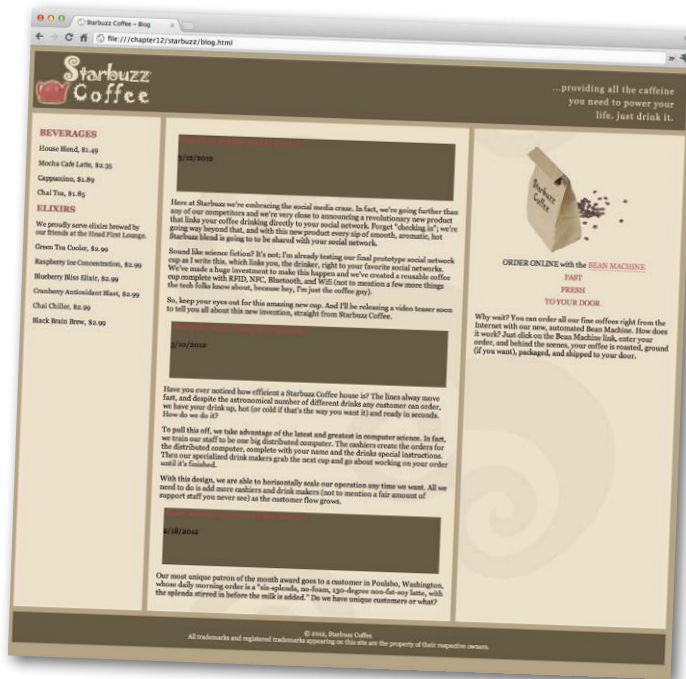 Starbuzz Coffee – Blog
file:///chapter12/starbuzz/blog.html
Starbuzz
Coffee
...providing all the caffeine
you need to power your
life. just drink it.
BEVERAGES
House Blend, $1.49
Mocha Cafe Latte, $2.35
Cappuccino, $1.89
Chai Tea, $1.85
ELIXIRS
We proudly serve elixirs brewed by
our friends at the Head First Lounge.
Green Tea Cooler, $2.99
Raspberry Ice Concentration, $2.99
Blueberry Bliss Elixir, $2.99
Cranberry Antioxidant Blast, $2.99
Chai Chiller, $2.99
Black Brain Brew, $2.99
3/12/2012
Here at Starbuzz we're embracing the social media craze. In fact, we're going further than
any of our competitors and we're very close to announcing a revolutionary new product
that links your coffee drinking directly to your social network. Forget "checking in"; we're
going way beyond that, and with this new product every sip of smooth, aromatic, hot
Starbuzz blend is going to to be shared with your social network.
Sound like science fiction? It's not; I'm already testing our final prototype social network
cup as I write this, which links you, the drinker, right to your favorite social networks.
We've made a huge investment to make this happen and we've created a reusable coffee
cup complete with RFID, NFC, Bluetooth, and Wifi (not to mention a few more things
the tech folks know about, because hey, I'm just the coffee guy).
So, keep your eyes out for this amazing new cup. And I'll be releasing a video teaser soon
to tell you all about this new invention, straight from Starbuzz Coffee.
3/10/2012
Have you ever noticed how efficient a Starbuzz Coffee house is? The lines alway move
fast, and despite the astronomical number of different drinks any customer can order,
we have your drink up, hot (or cold if that's the way you want it) and ready in seconds.
How do we do it?
To pull this off, we take advantage of the latest and greatest in computer science. In fact,
we train our staff to be one big distributed computer. The cashiers create the orders for
the distributed computer, complete with your name and the drinks special instructions.
Then our specialized drink makers grab the next cup and go about working on your order
until it's finished.
With this design, we are able to horizontally scale our operation any time we want. All we
need to do is add more cashiers and drink makers (not to mention a fair amount of
support staff you never see) as the customer flow grows.
2/18/2012
Our most unique patron of the month award goes to a customer in Poulsbo, Washington,
whose daily morning order is a "six-splenda, no-foam, 130-degree non-fat-soy latte, with
the splenda stirred in before the milk is added." Do we have unique customers or what?
Starbuzz
Coffee
ORDER ONLINE with the BEAN MACHINE
FAST
FRESH
TO YOUR DOOR
Why wait? You can order all our fine coffees right from the
Internet with our new, automated Bean Machine. How does
it work? Just click on the Bean Machine link, enter your
order, and behind the scenes, your coffee is roasted, ground
(if you want), packaged, and shipped to your door.
© 2012, Starbuzz Coffee
All trademarks and registered trademarks appearing on this site are the property of their respective owners.